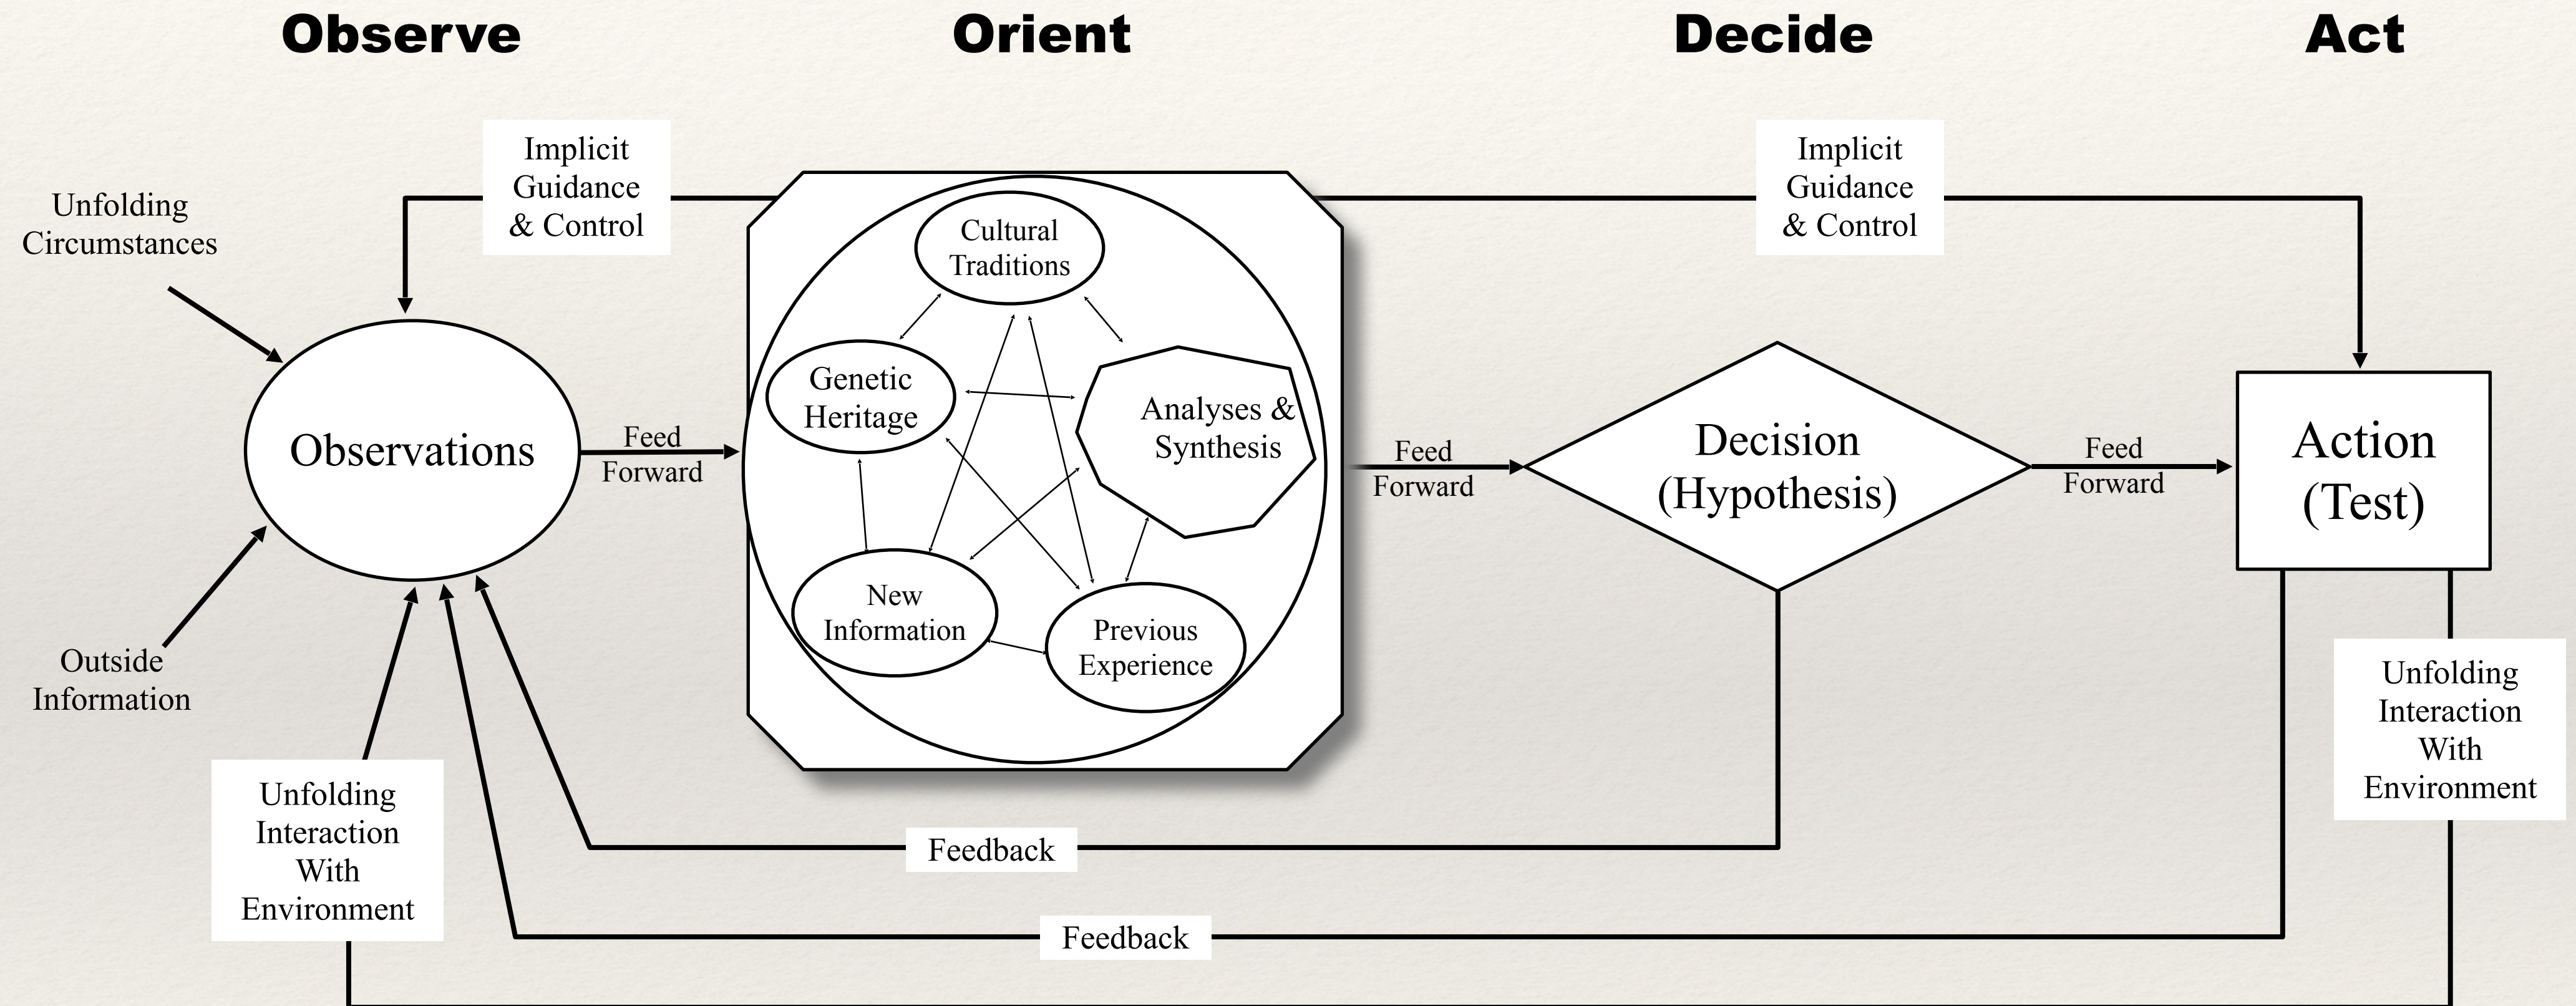 Observe
Orient
Decide
Act
Implicit
Guidance
& Control
Implicit
Guidance
& Control
Unfolding
Circumstances
Observations
Outside
Information
Feed
Forward
Cultural
Traditions
Genetic
Heritage
Analyses &
Synthesis
New
Information
Previous
Experience
Feed
Forward
Decision
(Hypothesis)
Feed
Forward
Action
(Test)
Unfolding
Interaction
With
Environment
Unfolding
Interaction
With
Environment
Feedback
Feedback